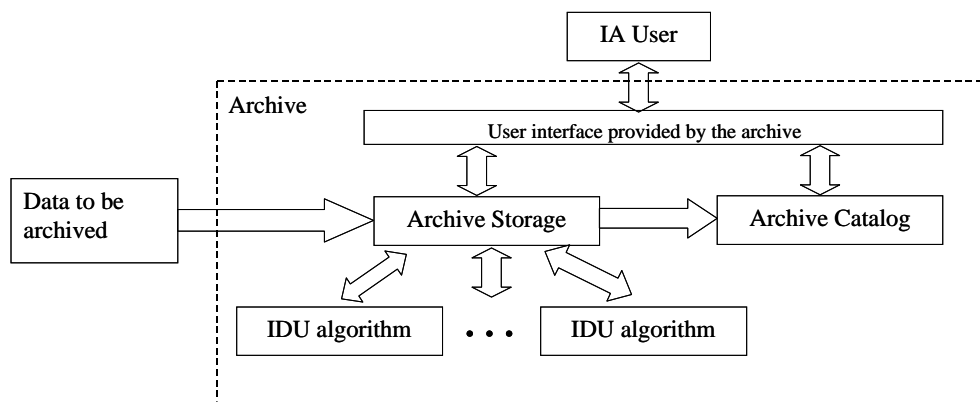 IA User
Archive
User interface provided by the archive
Data to be
archived
Archive Storage
Archive Catalog
IDU algorithm
• • •
IDU algorithm